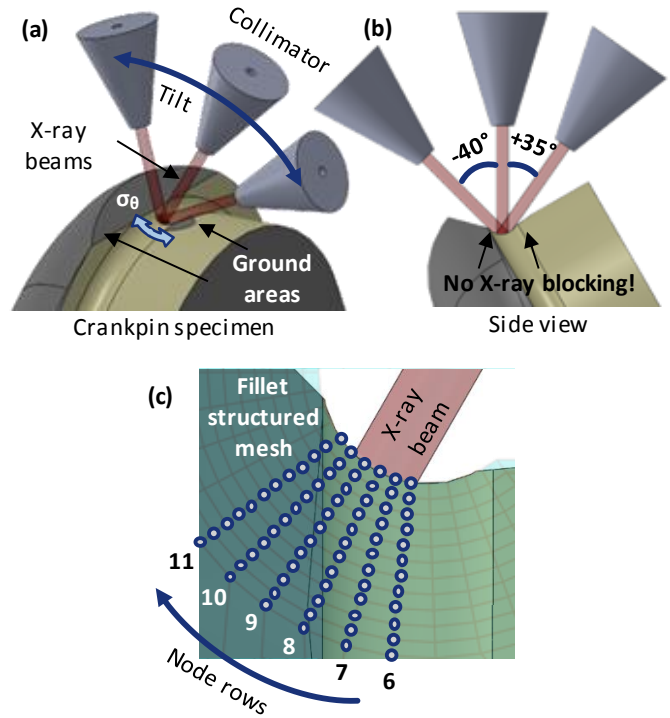 (a)
Collimator
Tilt
X-ray
beams
σθ
Ground
areas
Crankpin specimen
(b)
-40°
+35°
No X-ray blocking!
Side view
(c)
Fillet
structured
mesh
X-ray
beam
11
10
9
8
7
6
Node rows